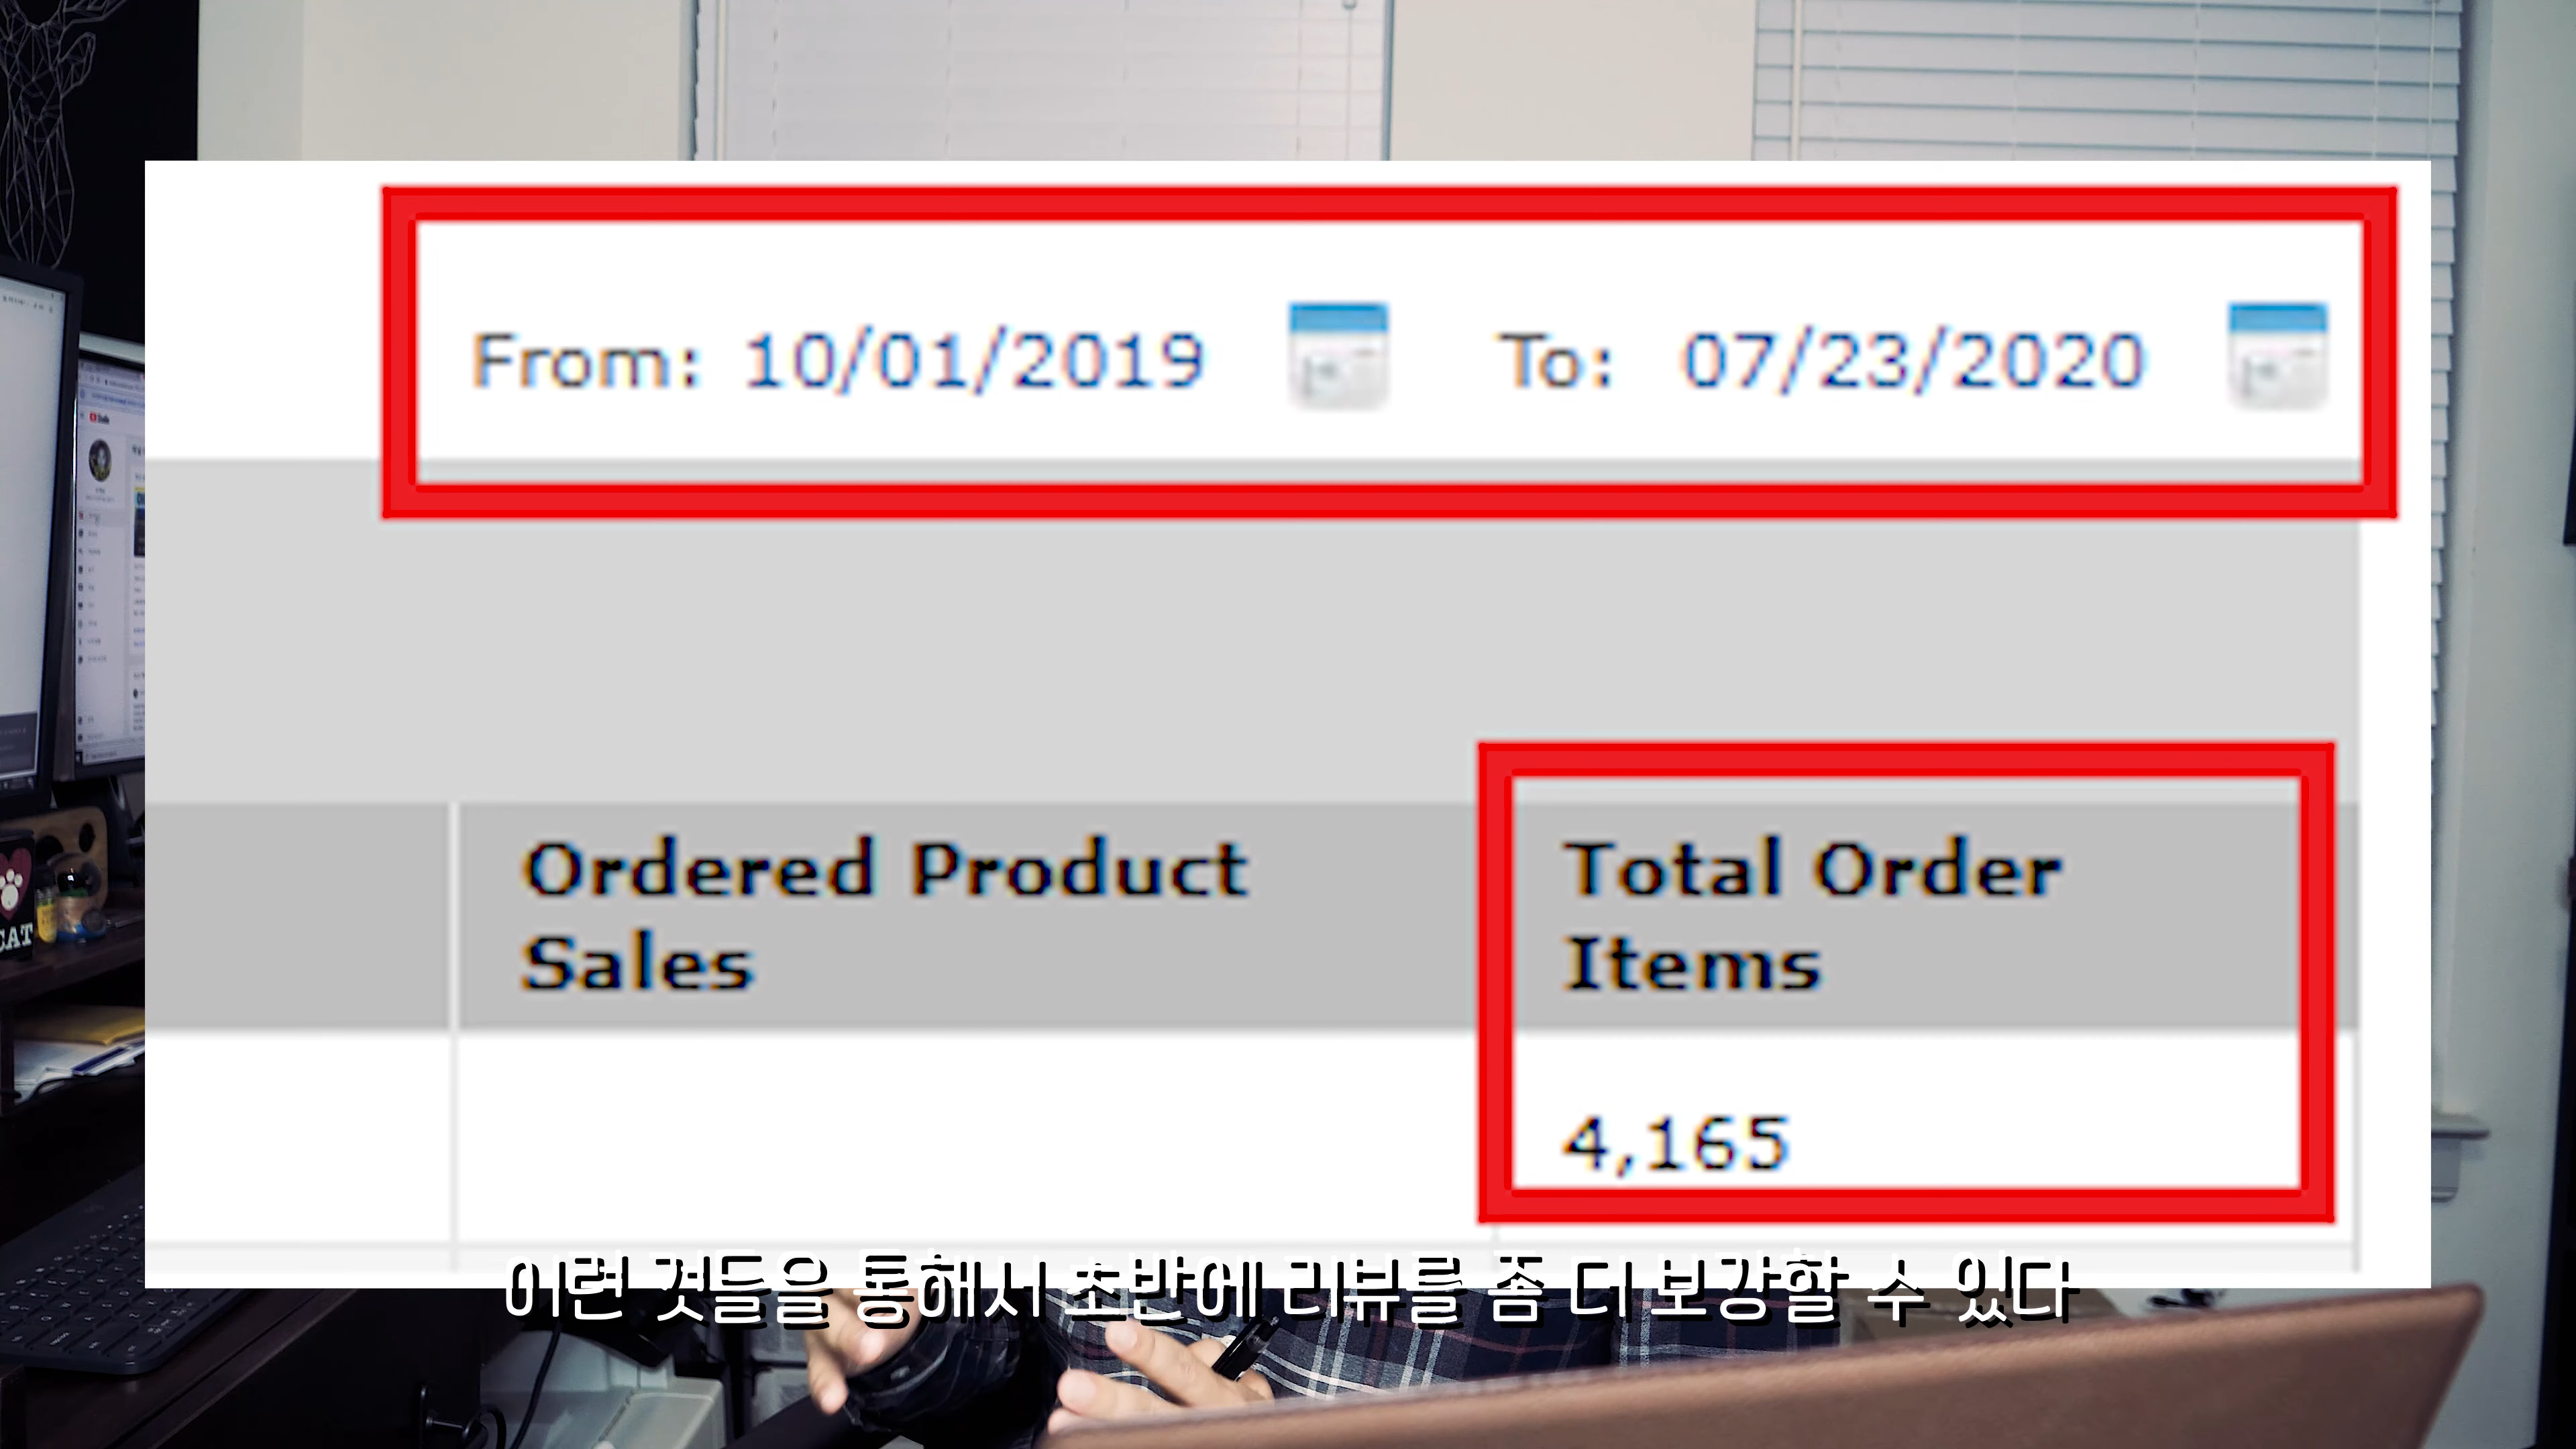 From: 10/01/2019 To: 07/23/2020
Ordered Product Total Order
Sales Items
4,165
CAT
이런 것들을 통해서 초반에 리뷰를 좀 더 보강할 수 있다